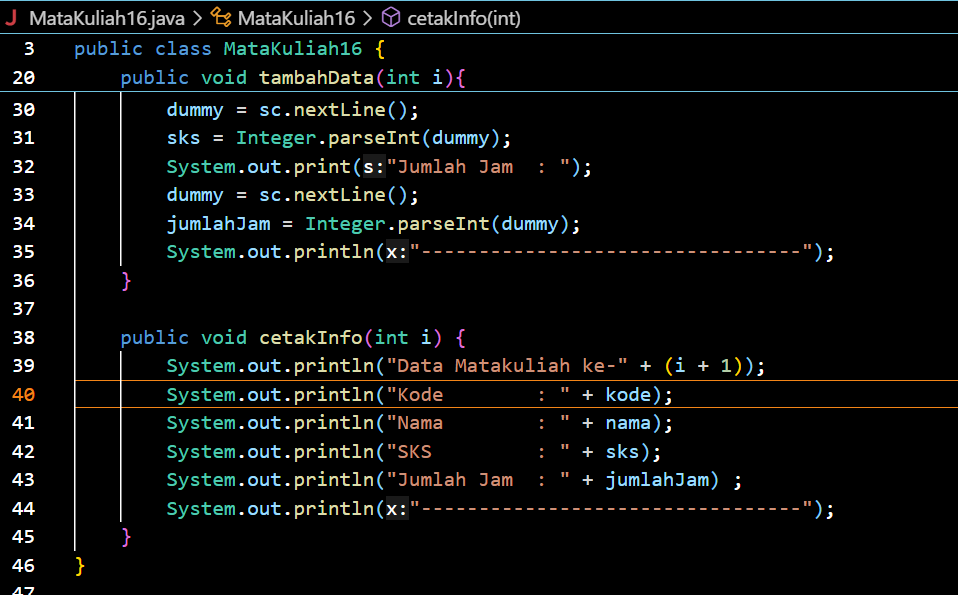 J MataKuliah16.java > MataKuliah16 > cetakInfo(int)
3 public class MataKuliah16 {
20     public void tambahData(int i){
30         dummy = sc.nextLine();
31         sks = Integer.parseInt(dummy);
32         System.out.print(s:"Jumlah Jam  : ");
33         dummy = sc.nextLine();
34         jumlahJam = Integer.parseInt(dummy);
35         System.out.println(x:"---------------------------------");
36     }
37
38     public void cetakInfo(int i) {
39         System.out.println("Data Matakuliah ke-" + (i + 1));
40         System.out.println("Kode        : " + kode);
41         System.out.println("Nama        : " + nama);
42         System.out.println("SKS         : " + sks);
43         System.out.println("Jumlah Jam  : " + jumlahJam) ;
44         System.out.println(x:"---------------------------------");
45     }
46 }
47